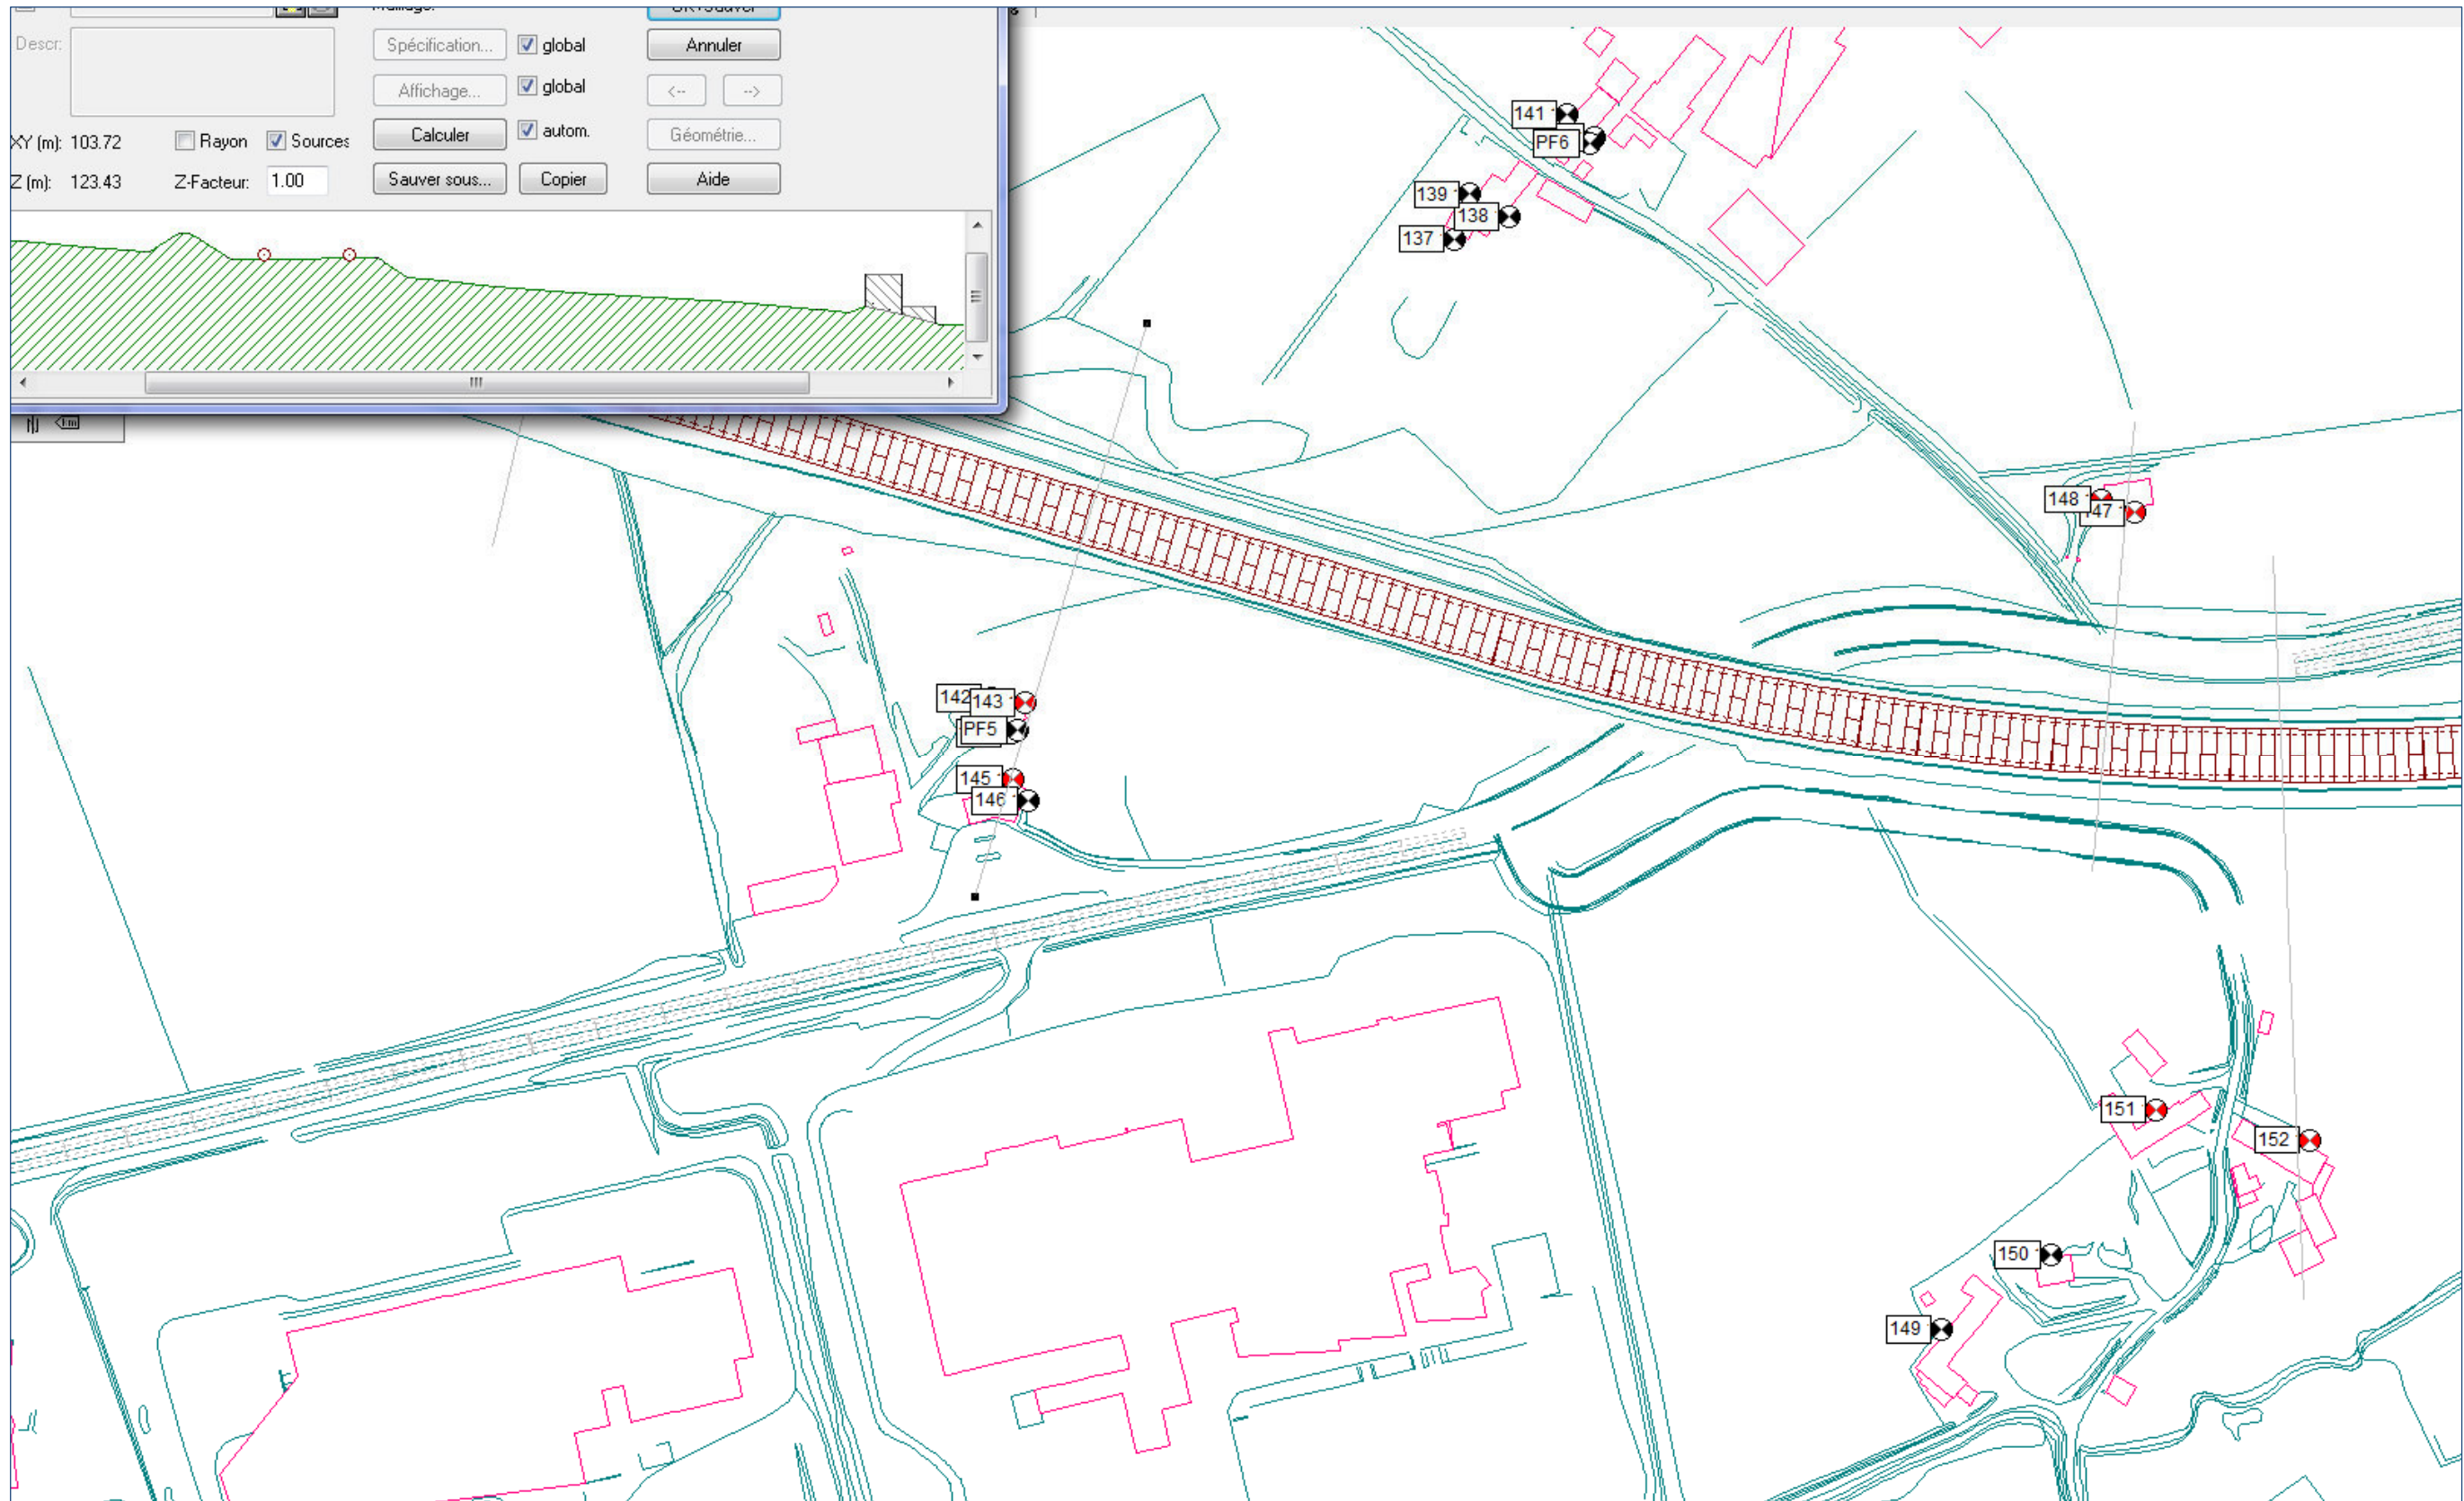 Descr:
Spécification...
global
Annuler
Affichage...
global
<--
-->
XY (m): 103.72
Rayon
Sources
Calculer
autom.
Géométrie...
Z (m): 123.43
Z-Facteur: 1.00
Sauver sous...
Copier
Aide
141
PF6
139
138
137
148
47
142
143
PF5
145
146
151
152
150
149